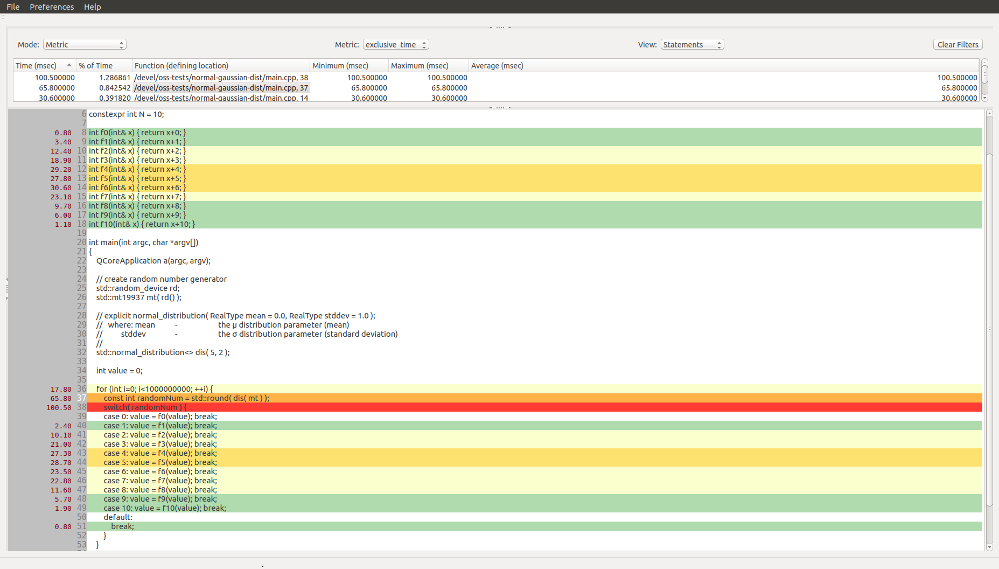 File Preferences Help
Mode: Metric Metric: exclusive_time View: Statements Clear Filters
Time (msec) % of Time Function (defining location) Minimum (msec) Maximum (msec) Average (msec)
100.500000 1.286861 /devel/oss-tests/normal-gaussian-dist/main.cpp, 38 100.500000 100.500000 100.500000
65.800000 0.842542 /devel/oss-tests/normal-gaussian-dist/main.cpp, 37 65.800000 65.800000 65.800000
30.600000 0.391820 /devel/oss-tests/normal-gaussian-dist/main.cpp, 14 30.600000 30.600000 30.600000
6 constexpr int N = 10;
7
0.80 8 int f0(int& x) { return x+0; }
3.40 9 int f1(int& x) { return x+1; }
12.40 10 int f2(int& x) { return x+2; }
18.90 11 int f3(int& x) { return x+3; }
29.20 12 int f4(int& x) { return x+4; }
27.80 13 int f5(int& x) { return x+5; }
30.60 14 int f6(int& x) { return x+6; }
23.10 15 int f7(int& x) { return x+7; }
9.70 16 int f8(int& x) { return x+8; }
6.00 17 int f9(int& x) { return x+9; }
1.10 18 int f10(int& x) { return x+10; }
19
20 int main(int argc, char *argv[])
21 {
22 QCoreApplication a(argc, argv);
23
24 // create random number generator
25 std::random_device rd;
26 std::mt19937 mt( rd() );
27
28 // explicit normal_distribution( RealType mean = 0.0, RealType stddev = 1.0 );
29 // where: mean - the μ distribution parameter (mean)
30 // stddev - the σ distribution parameter (standard deviation)
31 //
32 std::normal_distribution<> dis( 5, 2 );
33
34 int value = 0;
35
17.80 36 for (int i=0; i<1000000000; ++i) {
65.80 37 const int randomNum = std::round( dis( mt ) );
100.50 38 switch( randomNum ) {
39 case 0: value = f0(value); break;
2.40 40 case 1: value = f1(value); break;
10.10 41 case 2: value = f2(value); break;
21.00 42 case 3: value = f3(value); break;
27.30 43 case 4: value = f4(value); break;
28.70 44 case 5: value = f5(value); break;
23.50 45 case 6: value = f6(value); break;
22.80 46 case 7: value = f7(value); break;
11.60 47 case 8: value = f8(value); break;
5.70 48 case 9: value = f9(value); break;
1.90 49 case 10: value = f10(value); break;
50 default:
0.80 51 break;
52 }
53 }